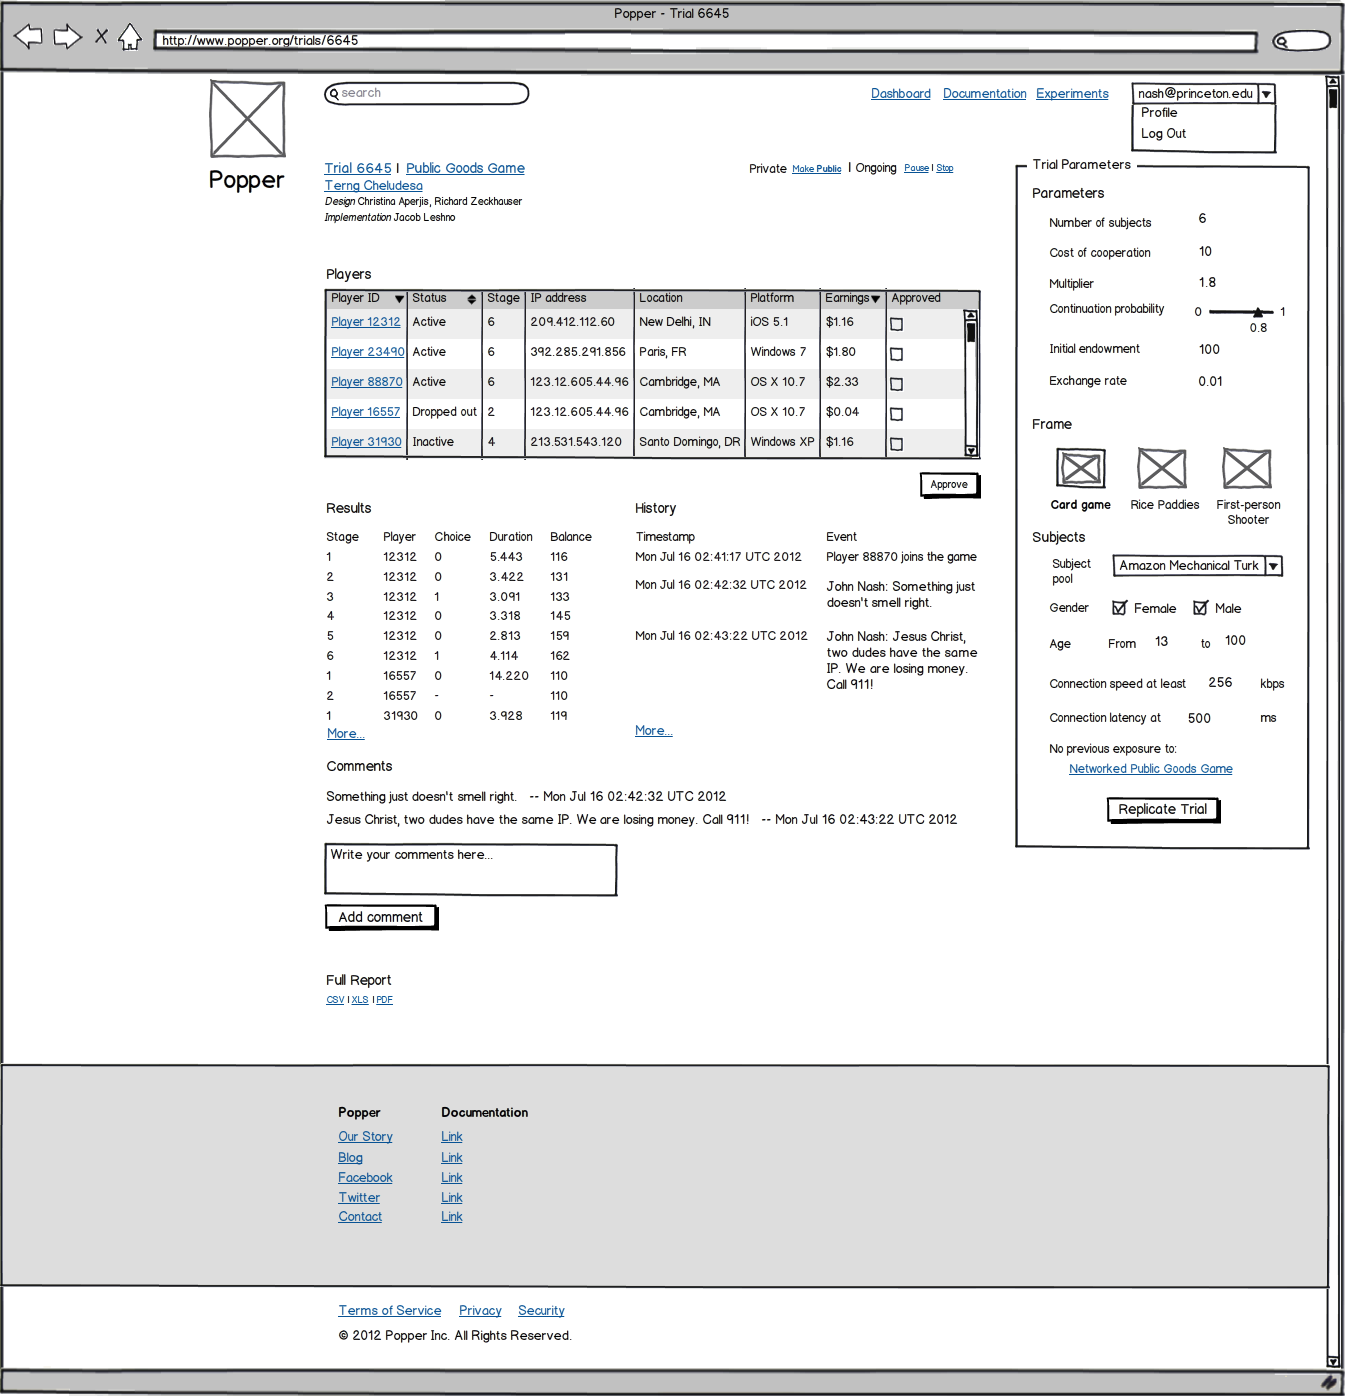 Popper - Trial 6645
http://www.popper.org/trials/6645
search
Dashboard Documentation Experiments
nash@princeton.edu
Profile
Log Out
Popper
Trial 6645 | Public Goods Game
Terng Cheludesa
Design Christina Aperjis, Richard Zeckhauser
Implementation Jacob Leshno
Private Make Public | Ongoing Pause | Stop
Players
Player ID Status Stage IP address Location Platform Earnings Approved
Player 12312 Active 6 209.412.112.60 New Delhi, IN iOS 5.1 $1.16
Player 23490 Active 6 392.285.291.856 Paris, FR Windows 7 $1.80
Player 88870 Active 6 123.12.605.44.96 Cambridge, MA OS X 10.7 $2.33
Player 16557 Dropped out 2 123.12.605.44.96 Cambridge, MA OS X 10.7 $0.04
Player 31930 Inactive 4 213.531.543.120 Santo Domingo, DR Windows XP $1.16
Approve
Results
Stage Player Choice Duration Balance
1 12312 0 5.443 116
2 12312 0 3.422 131
3 12312 1 3.091 133
4 12312 0 3.318 145
5 12312 0 2.813 159
6 12312 1 4.114 162
1 16557 0 14.220 110
2 16557 - - 110
1 31930 0 3.928 119
More...
History
Timestamp Event
Mon Jul 16 02:41:17 UTC 2012 Player 88870 joins the game
Mon Jul 16 02:42:32 UTC 2012 John Nash: Something just
doesn't smell right.
Mon Jul 16 02:43:22 UTC 2012 John Nash: Jesus Christ,
two dudes have the same
IP. We are losing money.
Call 911!
More...
Comments
Something just doesn't smell right. -- Mon Jul 16 02:42:32 UTC 2012
Jesus Christ, two dudes have the same IP. We are losing money. Call 911! -- Mon Jul 16 02:43:22 UTC 2012
Write your comments here...
Add comment
Full Report
CSV | XLS | PDF
Trial Parameters
Parameters
Number of subjects 6
Cost of cooperation 10
Multiplier 1.8
Continuation probability 0 1
0.8
Initial endowment 100
Exchange rate 0.01
Frame
Card game Rice Paddies First-person
Shooter
Subjects
Subject
pool
Amazon Mechanical Turk
Gender Female Male
Age From 13 to 100
Connection speed at least 256 kbps
Connection latency at 500 ms
No previous exposure to:
Networked Public Goods Game
Replicate Trial
Popper Documentation
Our Story Link
Blog Link
Facebook Link
Twitter Link
Contact Link
Terms of Service Privacy Security
© 2012 Popper Inc. All Rights Reserved.